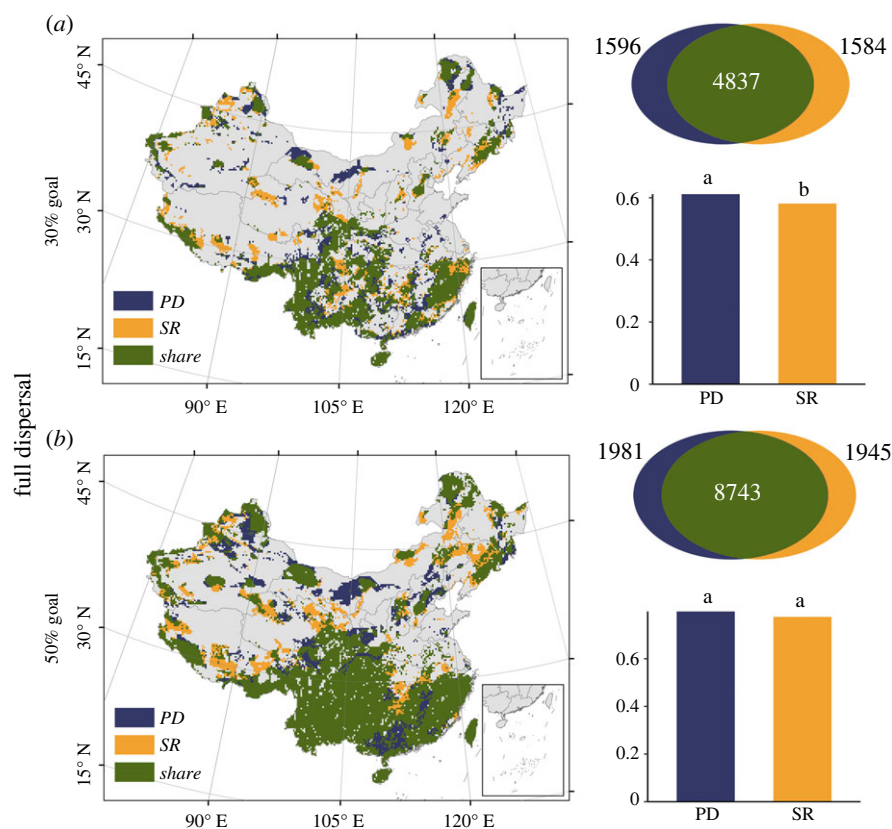 (a)
45° N
30° N
15° N
30% goal
PD
SR
share
90° E
105° E
120° E
1596
4837
1584
a
b
0.6
0.4
0.2
0
PD
SR
full dispersal
(b)
45° N
30° N
15° N
50% goal
PD
SR
share
90° E
105° E
120° E
1981
8743
1945
a
a
0.6
0.4
0.2
0
PD
SR